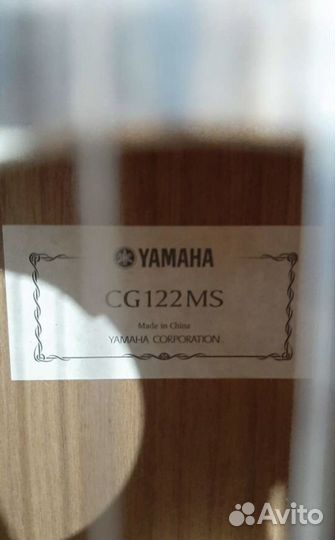 YAMAHA
CG122MS
Made in China
YAMAHA CORPORATION
Avito